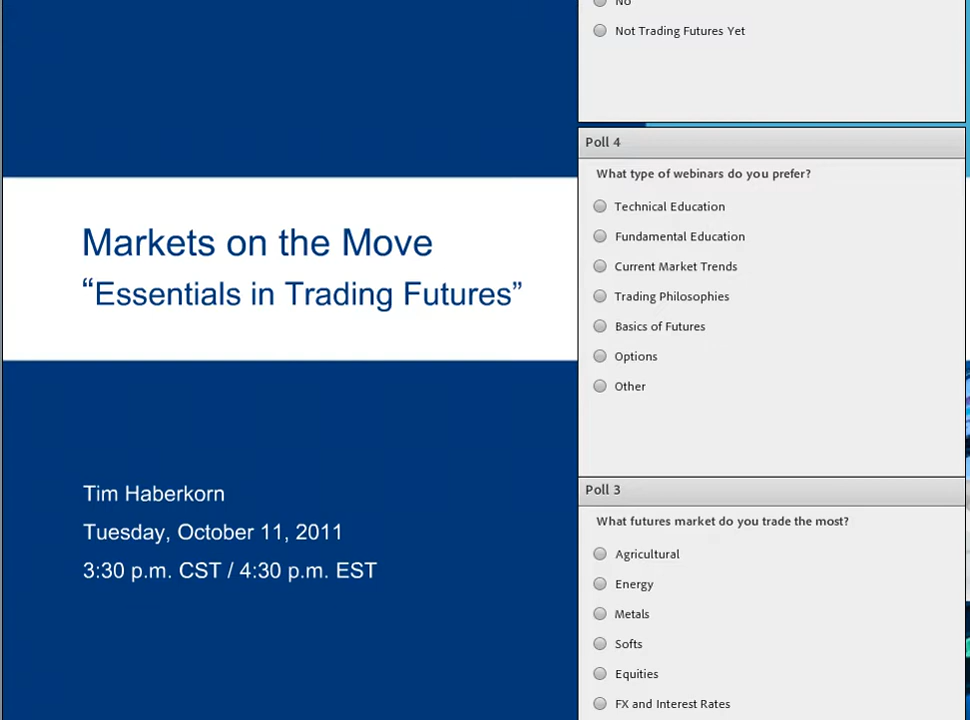 Markets on the Move
“Essentials in Trading Futures”
Tim Haberkorn
Tuesday, October 11, 2011
3:30 p.m. CST / 4:30 p.m. EST
No
Not Trading Futures Yet
Poll 4
What type of webinars do you prefer?
Technical Education
Fundamental Education
Current Market Trends
Trading Philosophies
Basics of Futures
Options
Other
Poll 3
What futures market do you trade the most?
Agricultural
Energy
Metals
Softs
Equities
FX and Interest Rates